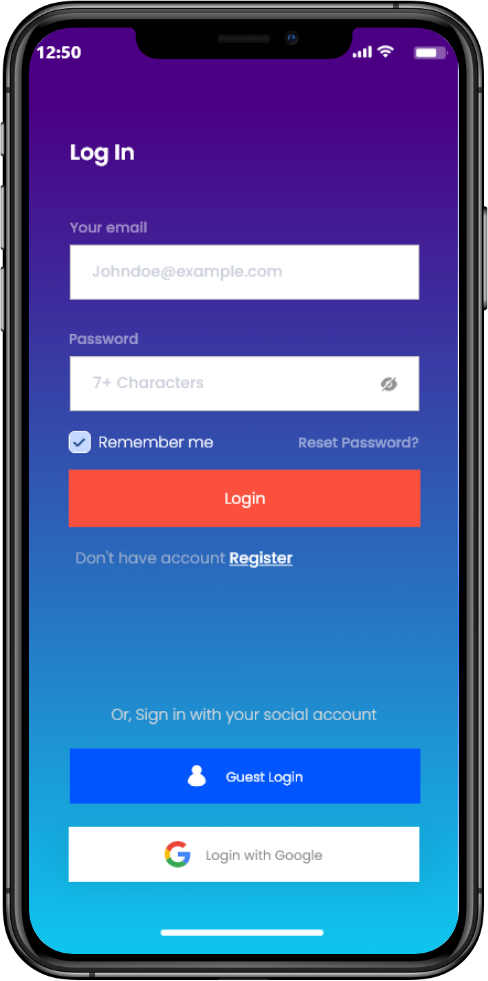 12:50
Log In
Your email
Johndoe@example.com
Password
7+ Characters
Remember me Reset Password?
Login
Don't have account Register
Or, Sign in with your social account
Guest Login
Login with Google